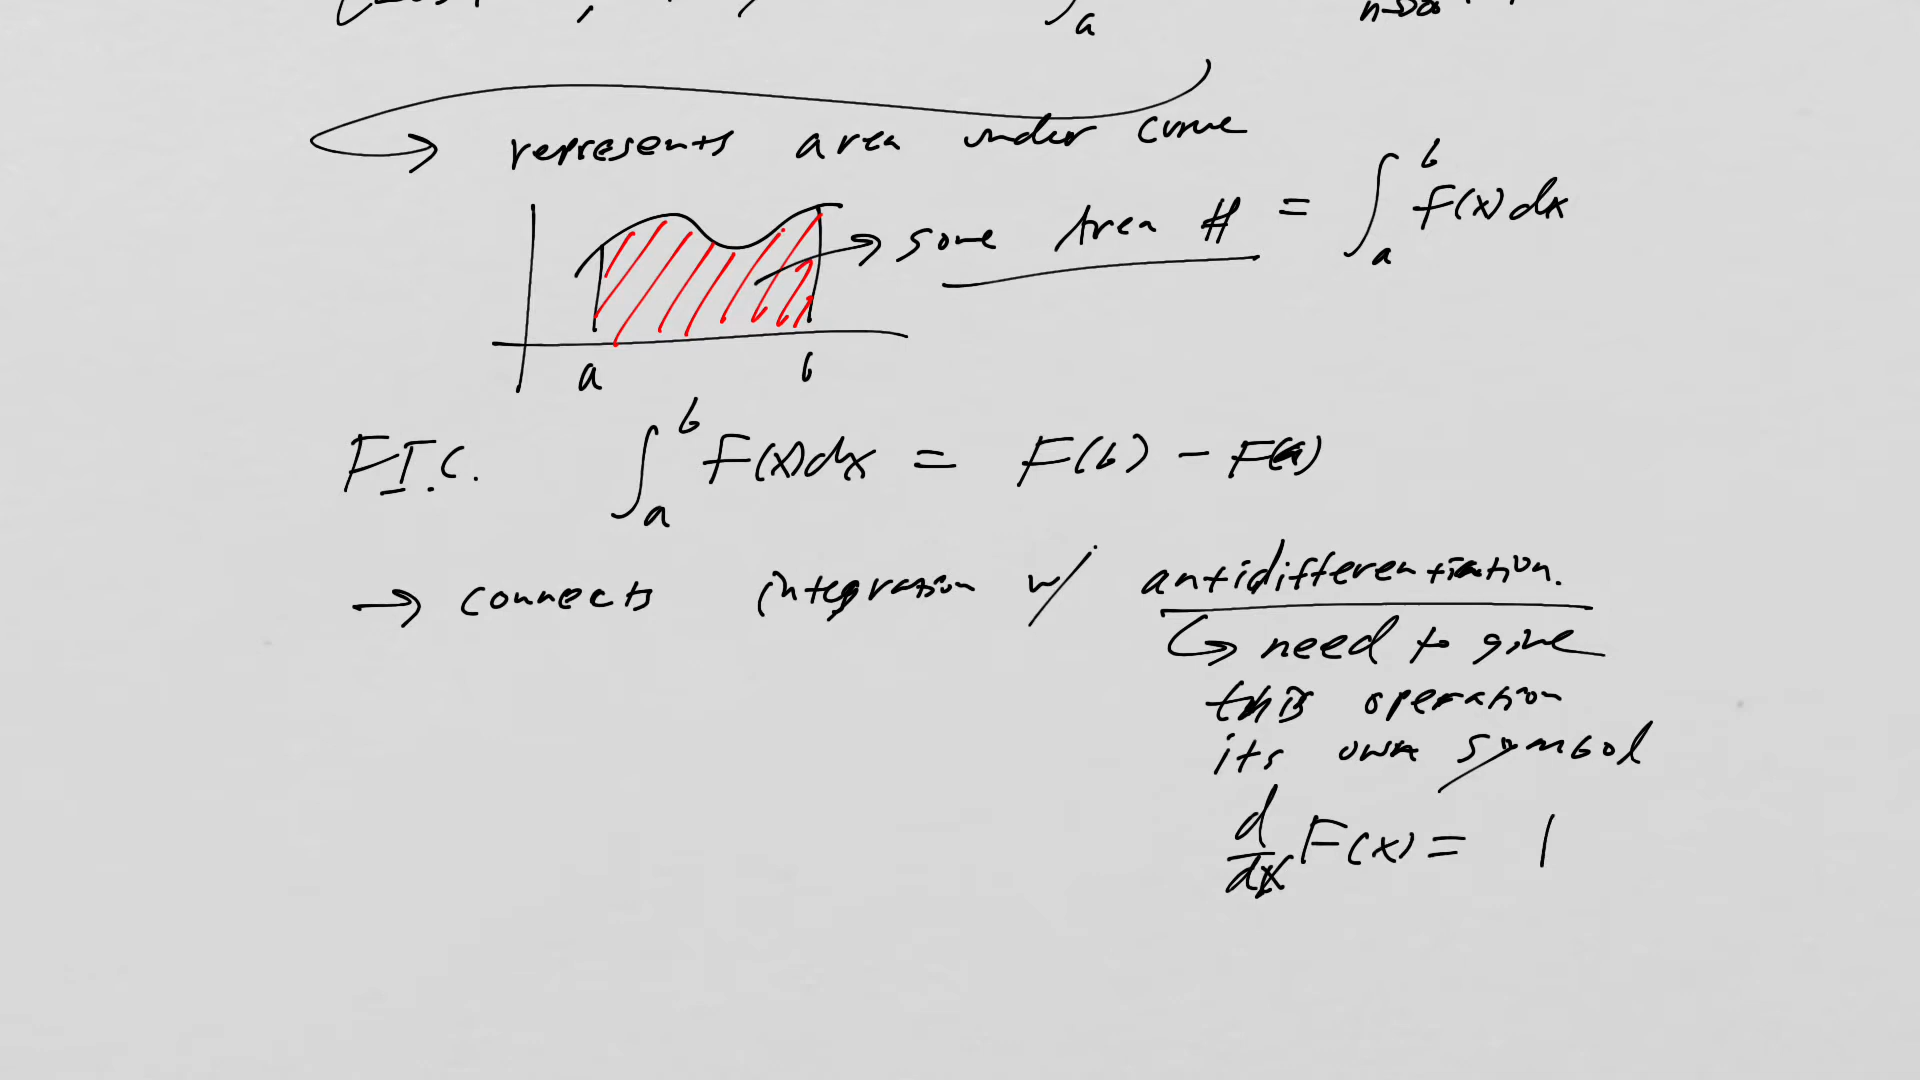 a n→∞
→ represents area under curve
→ some Area # = ∫_a^b f(x)dx
a b
F.T.C. ∫_a^b f(x)dx = F(b) - F(a)
→ connects integration w/ antidifferentiation.
↳ need to give
this operation
its own symbol
d/dx F(x) = 1